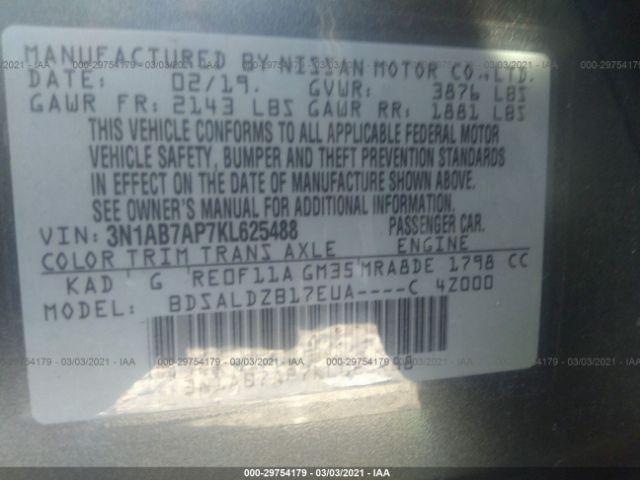 MANUFACTURED BY NISSAN MOTOR CO.,LTD.
DATE: 02/19. GVWR: 3876 LBS
GAWR FR: 2143 LBS GAWR RR: 1881 LBS
THIS VEHICLE CONFORMS TO ALL APPLICABLE FEDERAL MOTOR
VEHICLE SAFETY, BUMPER AND THEFT PREVENTION STANDARDS
IN EFFECT ON THE DATE OF MANUFACTURE SHOWN ABOVE.
SEE OWNER'S MANUAL FOR ADDITIONAL INFORMATION.
VIN: 3N1AB7AP7KL625488 PASSENGER CAR.
COLOR TRIM TRANS AXLE ENGINE
KAD G RE0F11A GM35 MRA8DE 1798 CC
MODEL: BDSALDZB17EUA----C 4Z000
000-29754179 | 03/03/2021 - IAA